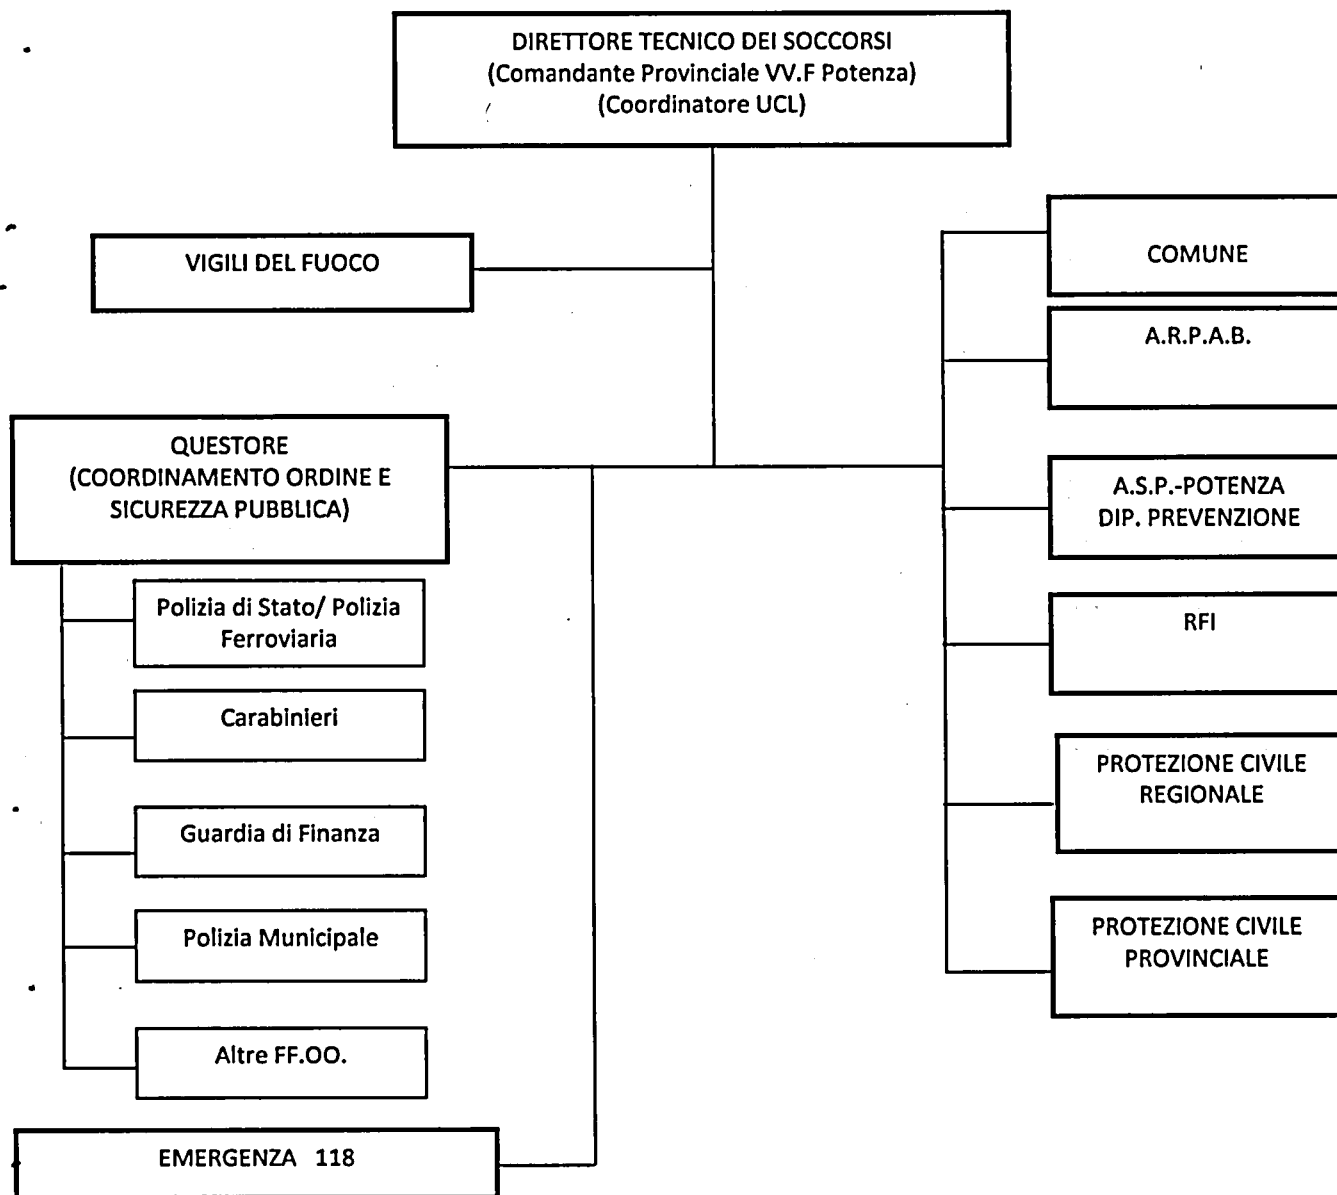 DIRETTORE TECNICO DEI SOCCORSI
(Comandante Provinciale VV.F Potenza)
(Coordinatore UCL)
VIGILI DEL FUOCO
COMUNE
A.R.P.A.B.
QUESTORE
(COORDINAMENTO ORDINE E
SICUREZZA PUBBLICA)
A.S.P.-POTENZA
DIP. PREVENZIONE
Polizia di Stato/ Polizia
Ferroviaria
RFI
Carabinieri
PROTEZIONE CIVILE
REGIONALE
Guardia di Finanza
Polizia Municipale
PROTEZIONE CIVILE
PROVINCIALE
Altre FF.OO.
EMERGENZA 118